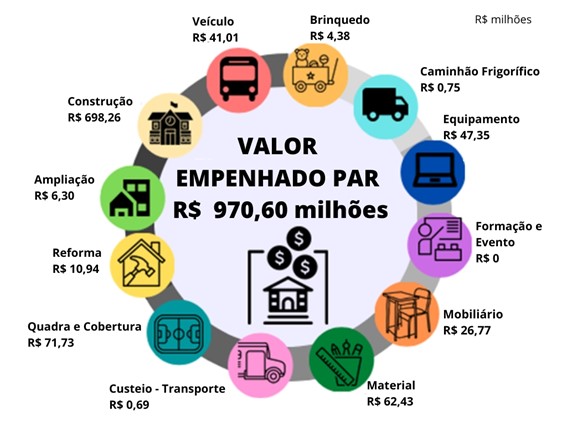 R$ milhões
Veículo
R$ 41,01
Brinquedo
R$ 4,38
Caminhão Frigorífico
R$ 0,75
Equipamento
R$ 47,35
Formação e
Evento
R$ 0
Mobiliário
R$ 26,77
Material
R$ 62,43
Custeio - Transporte
R$ 0,69
Quadra e Cobertura
R$ 71,73
Reforma
R$ 10,94
Ampliação
R$ 6,30
Construção
R$ 698,26
VALOR
EMPENHADO PAR
R$ 970,60 milhões
$
$ $